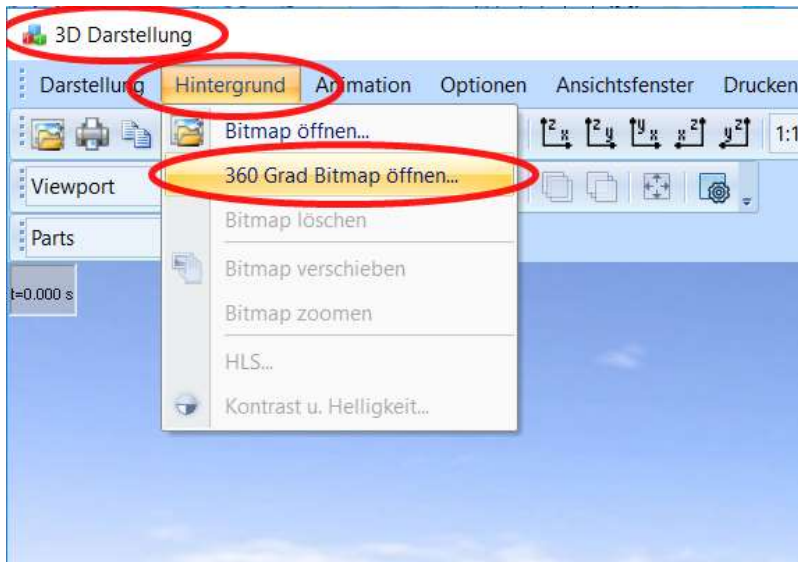 3D Darstellung
Darstellung Hintergrund Animation Optionen Ansichtsfenster Drucken
Bitmap öffnen...
z x z y y x x z y z 1:1
360 Grad Bitmap öffnen...
Viewport
Bitmap löschen
Parts
Bitmap verschieben
t=0.000 s
Bitmap zoomen
HLS...
Kontrast u. Helligkeit...